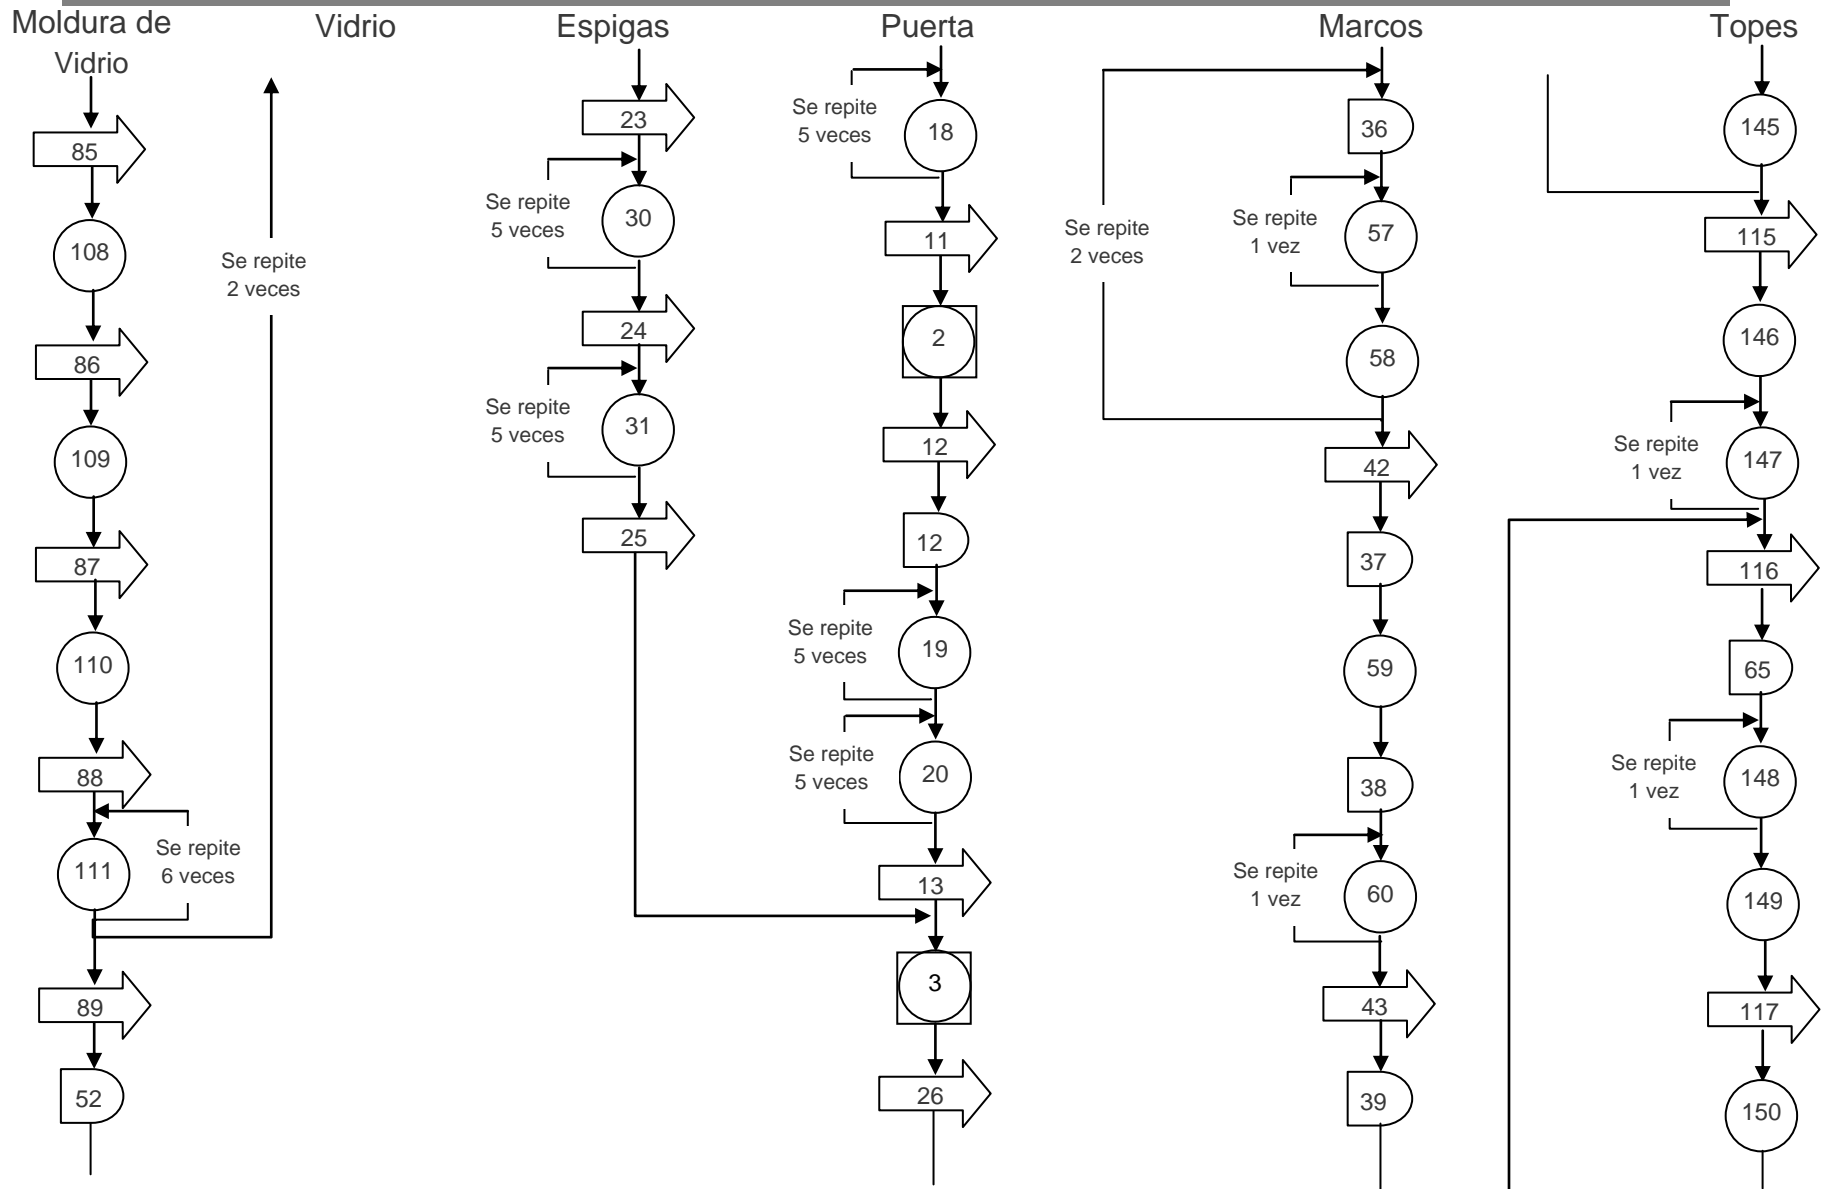 Moldura de
Vidrio
85
108
86
109
87
110
88
111
Se repite
6 veces
89
52
Vidrio
Se repite
2 veces
Espigas
23
Se repite
5 veces
30
24
Se repite
5 veces
31
25
Puerta
Se repite
5 veces
18
11
2
12
12
Se repite
5 veces
19
Se repite
5 veces
20
13
3
26
Marcos
Se repite
2 veces
36
Se repite
1 vez
57
58
42
37
59
38
Se repite
1 vez
60
43
39
Topes
145
115
146
Se repite
1 vez
147
116
65
Se repite
1 vez
148
149
117
150